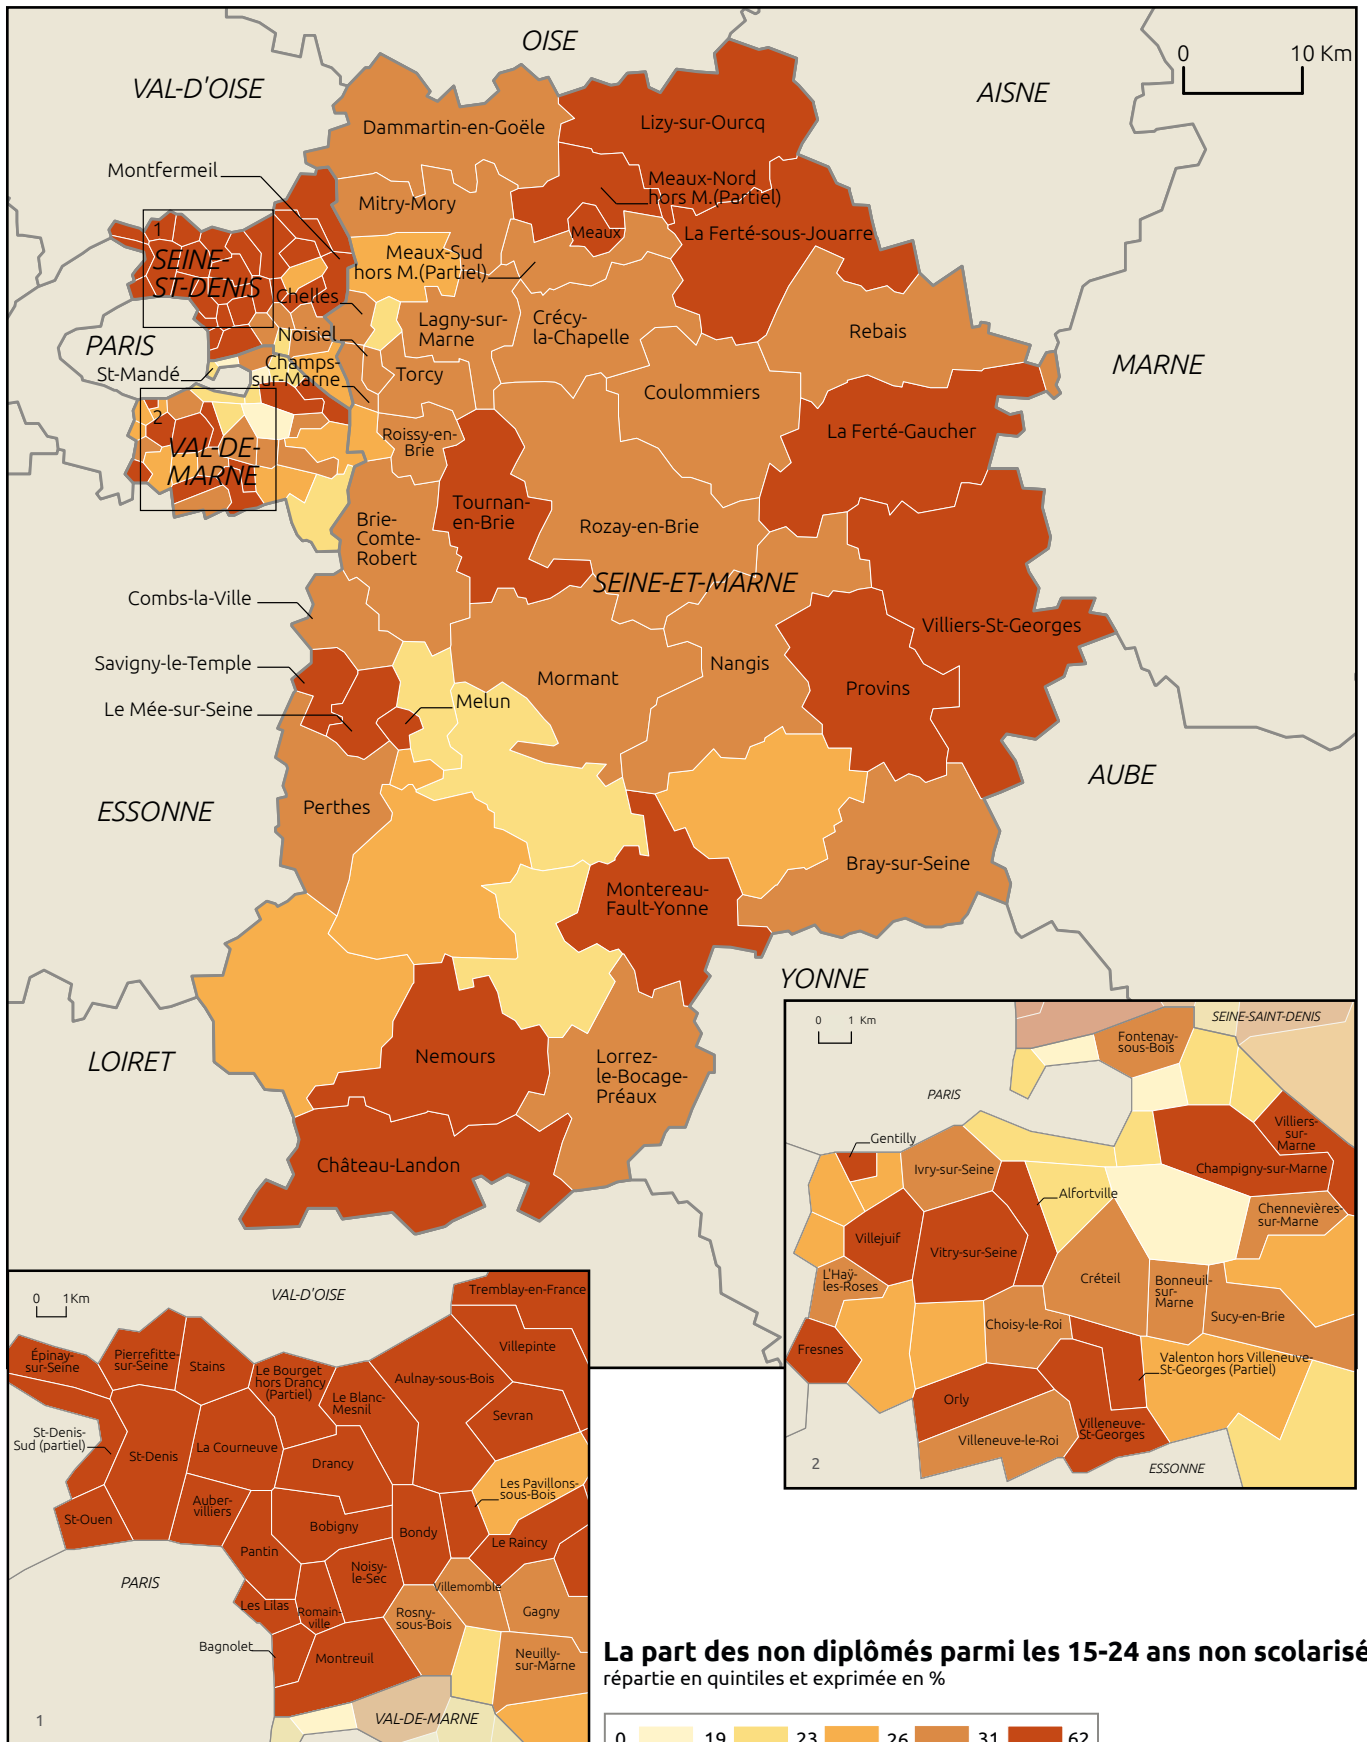 OISE
VAL-D'OISE
AISNE
0 10 Km
Dammartin-en-Goële
Lizy-sur-Ourcq
Montfermeil
Meaux-Nord
hors M.(Partiel)
Mitry-Mory
Meaux
La Ferté-sous-Jouarre
1
SEINE-
ST-DENIS
Meaux-Sud
hors M.(Partiel)
Chelles
Lagny-sur-
Marne
Crécy-
la-Chapelle
Rebais
Noisiel
PARIS
St-Mandé
Champs-
sur-Marne
Torcy
MARNE
Coulommiers
2
VAL-DE-
MARNE
Roissy-en-
Brie
La Ferté-Gaucher
Tournan-
en-Brie
Brie-
Comte-
Robert
Rozay-en-Brie
SEINE-ET-MARNE
Combs-la-Ville
Villiers-St-Georges
Savigny-le-Temple
Mormant
Nangis
Provins
Le Mée-sur-Seine
Melun
AUBE
ESSONNE
Perthes
Bray-sur-Seine
Montereau-
Fault-Yonne
YONNE
LOIRET
Nemours
Lorrez-
le-Bocage-
Préaux
Château-Landon
0 1 Km
SEINE-SAINT-DENIS
Fontenay-
sous-Bois
PARIS
Gentilly
Villiers-
sur-
Marne
Ivry-sur-Seine
Champigny-sur-Marne
Alfortville
Chennevières-
sur-Marne
Villejuif
Vitry-sur-Seine
L'Haÿ-
les-Roses
Créteil
Bonneuil-
sur-
Marne
Sucy-en-Brie
Choisy-le-Roi
Fresnes
Valenton hors Villeneuve-
St-Georges (Partiel)
Orly
Villeneuve-
St-Georges
Villeneuve-le-Roi
2
ESSONNE
0 1Km
VAL-D'OISE
Tremblay-en-France
Épinay-
sur-Seine
Pierrefitte-
sur-Seine
Stains
Villepinte
Le Bourget
hors Drancy
(Partiel)
Aulnay-sous-Bois
Le Blanc-
Mesnil
Sevran
St-Denis-
Sud (partiel)
St-Denis
La Courneuve
Drancy
Les Pavillons-
sous-Bois
Auber-
villiers
St-Ouen
Bobigny
Bondy
Le Raincy
Pantin
Noisy-
le-Sec
PARIS
Villemomble
Les Lilas
Romain-
ville
Rosny-
sous-Bois
Gagny
Bagnolet
Montreuil
Neuilly-
sur-Marne
1
VAL-DE-MARNE
La part des non diplômés parmi les 15-24 ans non scolarisé
répartie en quintiles et exprimée en %
0 19 23 26 31 62